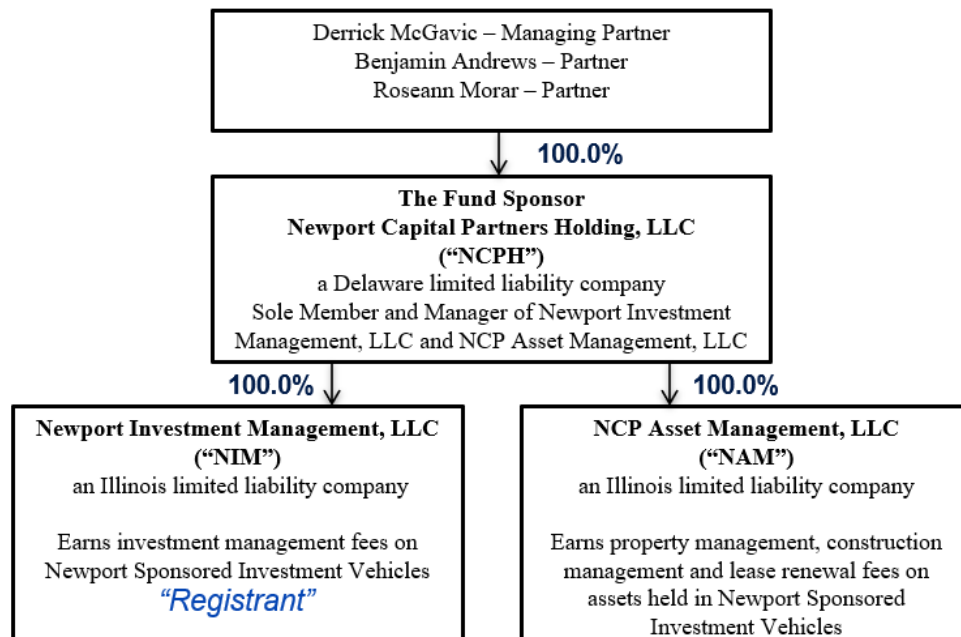 Derrick McGavic – Managing Partner
Benjamin Andrews – Partner
Roseann Morar – Partner
100.0%
The Fund Sponsor
Newport Capital Partners Holding, LLC
(“NCPH”)
a Delaware limited liability company
Sole Member and Manager of Newport Investment
Management, LLC and NCP Asset Management, LLC
100.0%
100.0%
Newport Investment Management, LLC
(“NIM”)
an Illinois limited liability company
Earns investment management fees on
Newport Sponsored Investment Vehicles
“Registrant”
NCP Asset Management, LLC
(“NAM”)
an Illinois limited liability company
Earns property management, construction
management and lease renewal fees on
assets held in Newport Sponsored
Investment Vehicles